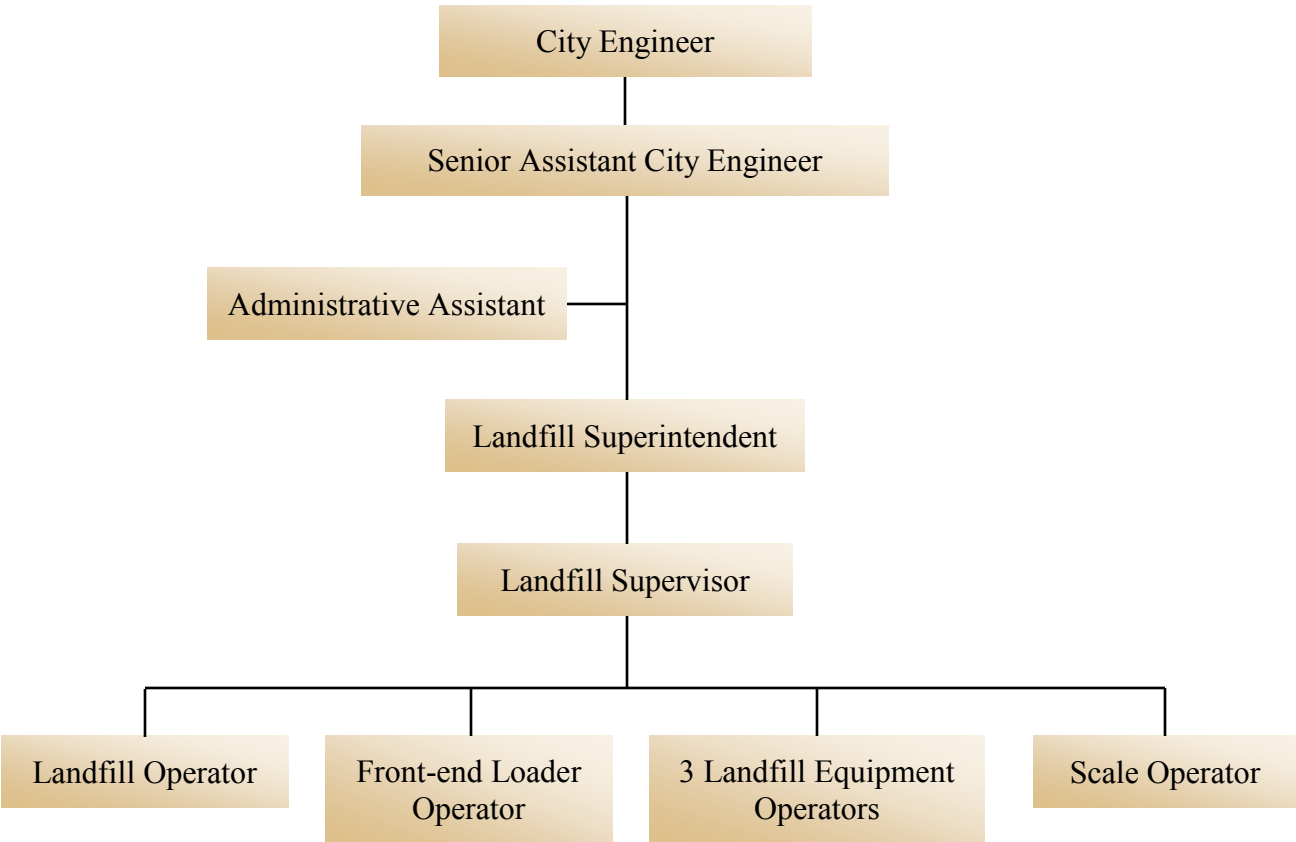 City Engineer
Senior Assistant City Engineer
Administrative Assistant
Landfill Superintendent
Landfill Supervisor
Landfill Operator
Front-end Loader
Operator
3 Landfill Equipment
Operators
Scale Operator